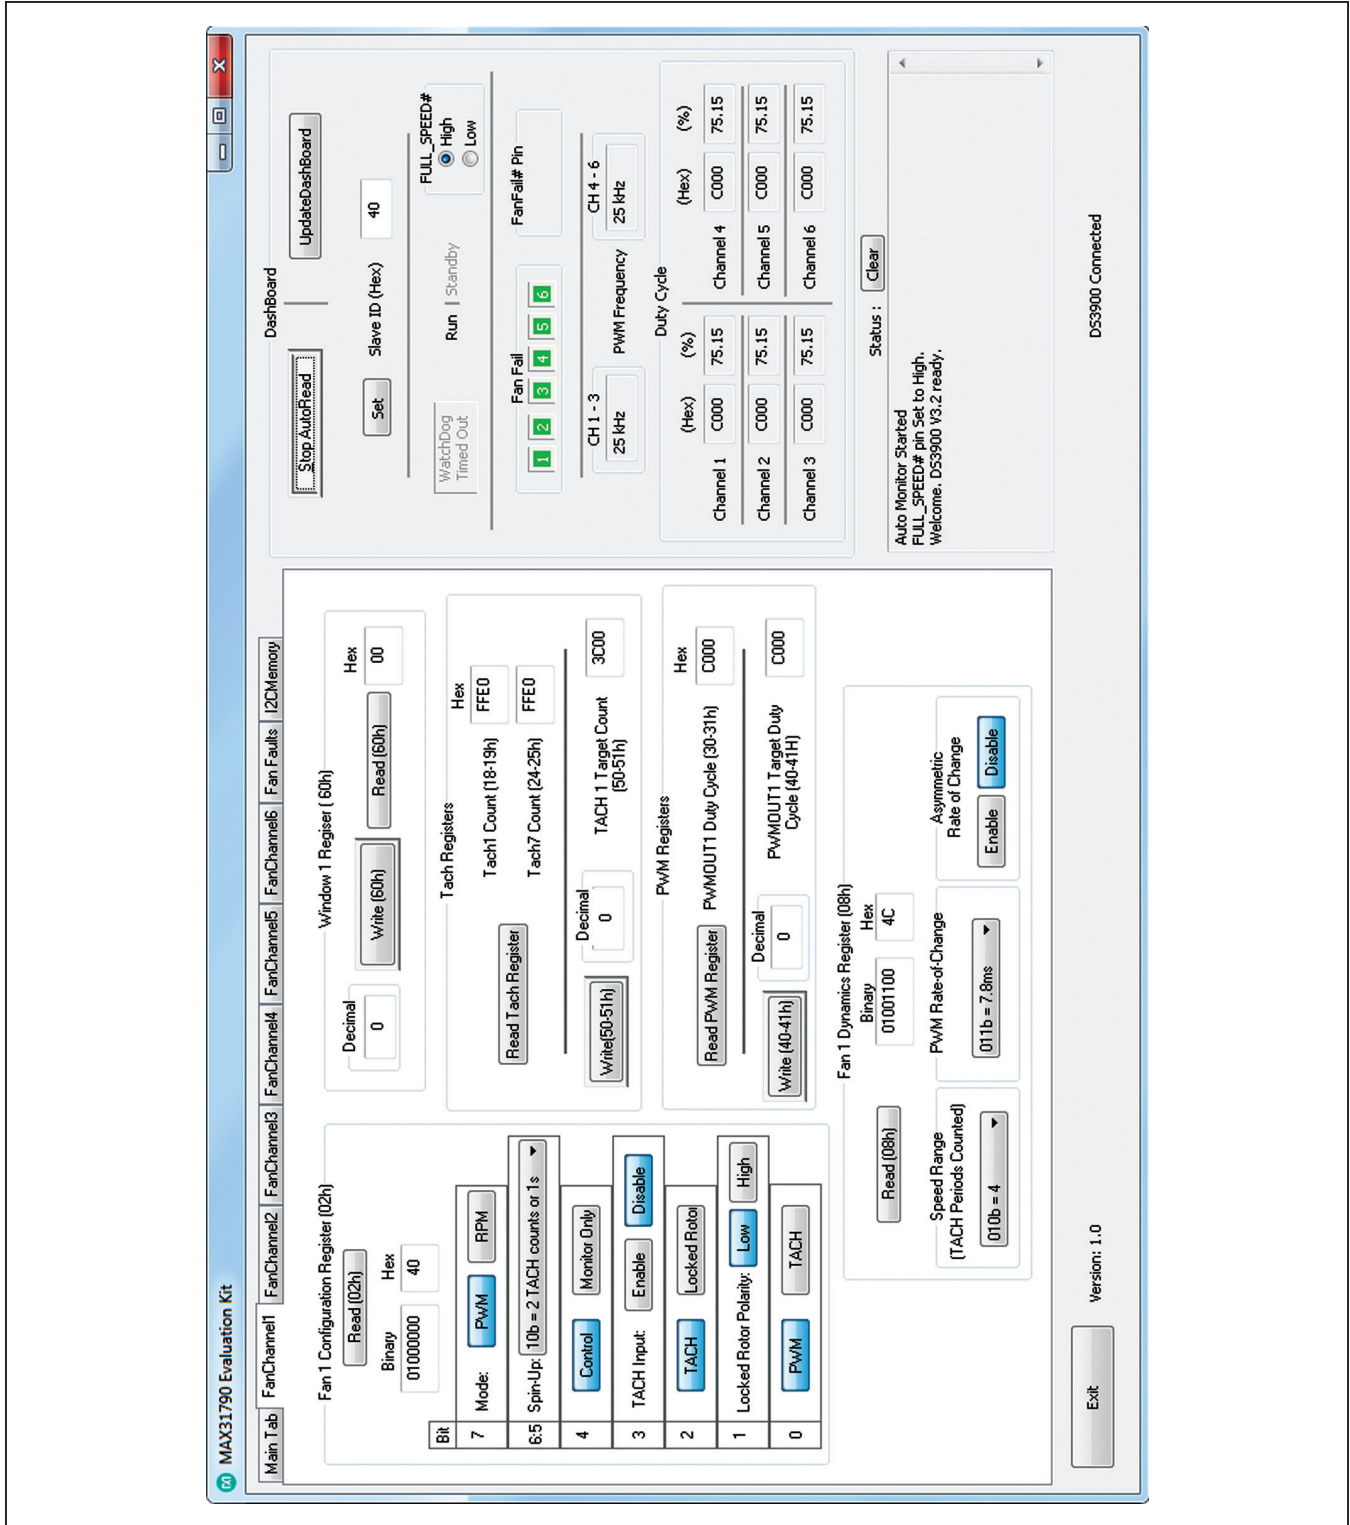 MAX31790 Evaluation Kit
Main Tab FanChannel1 FanChannel2 FanChannel3 FanChannel4 FanChannel5 FanChannel6 Fan Faults I2CMemory
Fan 1 Configuration Register (02h)
Read (02h)
Binary Hex
01000000 40
Bit
7 Mode: PWM RPM
6:5 Spin-Up: 10b = 2 TACH counts or 1s
4 Control Monitor Only
3 TACH Input: Enable Disable
2 TACH Locked Rotor
1 Locked Rotor Polarity: Low High
0 PWM TACH
Window 1 Regiser ( 60h)
Decimal Hex
0 Write (60h) Read (60h) 00
Tach Registers
Hex
Read Tach Register
Tach1 Count (18-19h) FFE0
Tach7 Count (24-25h) FFE0
Decimal
Write(50-51h) 0
TACH 1 Target Count
(50-51h)
3C00
PWM Registers
Hex
Read PWM Register PWMOUT1 Duty Cycle (30-31h) C000
Decimal
Write (40-41h) 0
PWMOUT1 Target Duty
Cycle (40-41H)
C000
Fan 1 Dynamics Register (08h)
Binary Hex
Read (08h) 01001100 4C
Speed Range
(TACH Periods Counted)
010b = 4
PWM Rate-of-Change
011b = 7.8ms
Asymmetric
Rate of Change
Enable Disable
DashBoard
Stop AutoRead UpdateDashBoard
Set Slave ID (Hex) 40
WatchDog
Timed Out
Run Standby
FULL_SPEED#
High
Low
Fan Fail
1 2 3 4 5 6
FanFail# Pin
CH 1 - 3
25 kHz
PWM Frequency
CH 4 - 6
25 kHz
Duty Cycle
(Hex) (%) (Hex) (%)
Channel 1 C000 75.15 Channel 4 C000 75.15
Channel 2 C000 75.15 Channel 5 C000 75.15
Channel 3 C000 75.15 Channel 6 C000 75.15
Status : Clear
Auto Monitor Started
FULL_SPEED# pin Set to High.
Welcome. DS3900 V3.2 ready.
Exit Version: 1.0 DS3900 Connected